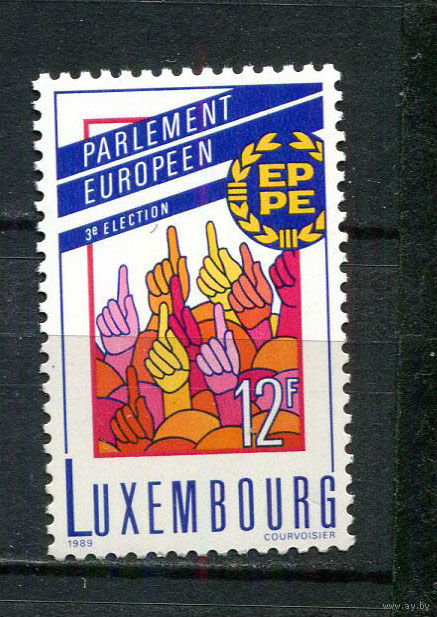 PARLEMENT
EUROPEEN
3e ELECTION
EP
PE
12F
LUXEMBOURG
1989 COURVOISIER
www.ay.by